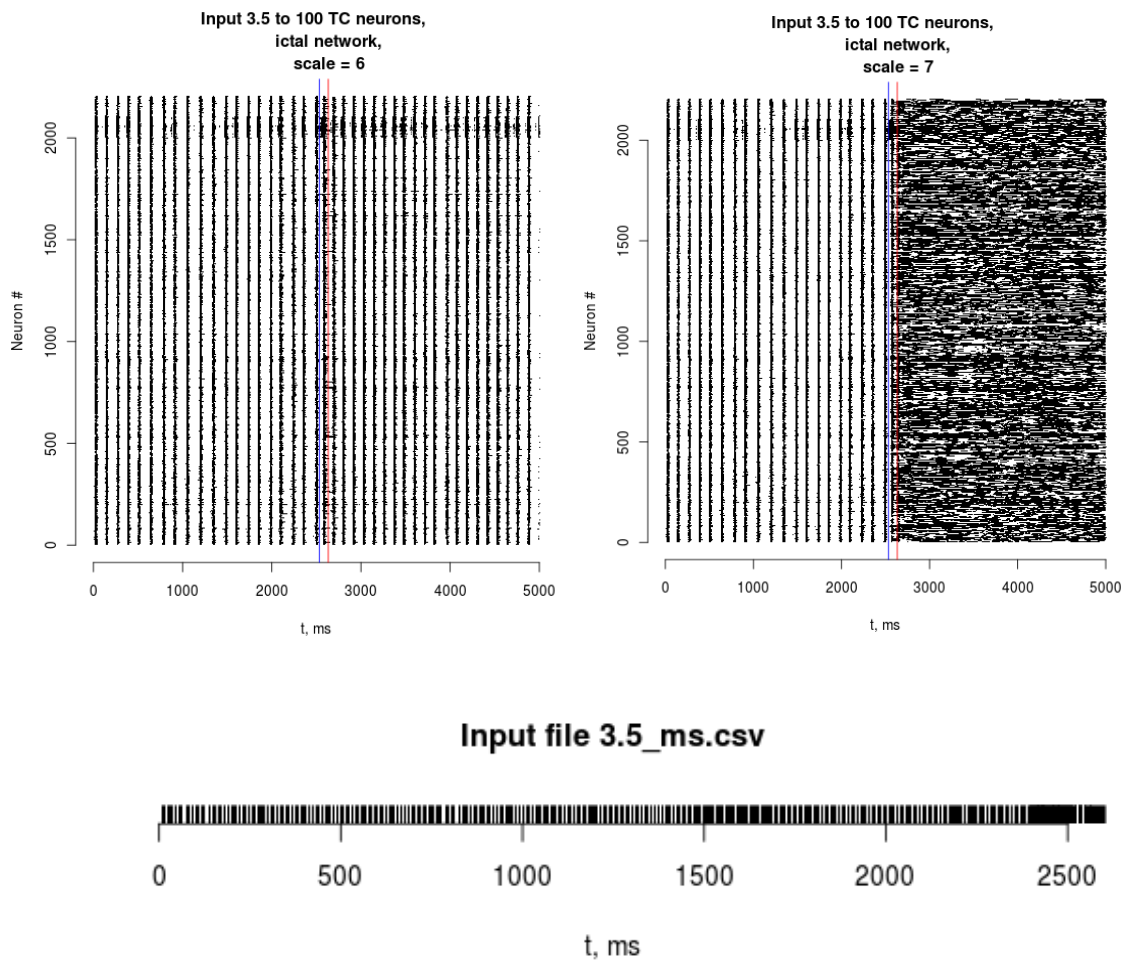 Input 3.5 to 100 TC neurons,
ictal network,
scale = 6
Neuron #
2000
1500
1000
500
0
0 1000 2000 3000 4000 5000
t, ms
Input 3.5 to 100 TC neurons,
ictal network,
scale = 7
Neuron #
2000
1500
1000
500
0
0 1000 2000 3000 4000 5000
t, ms
Input file 3.5_ms.csv
0 500 1000 1500 2000 2500
t, ms